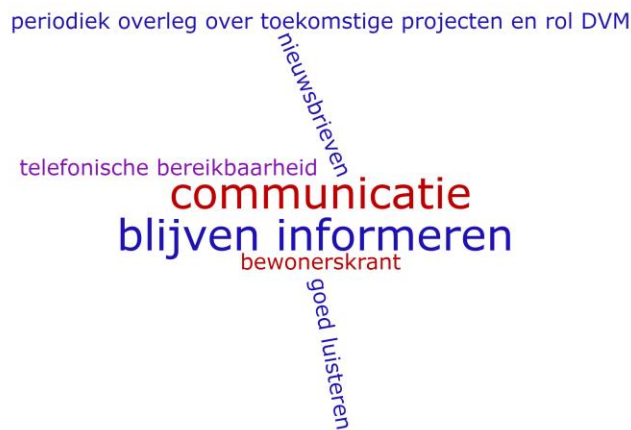 periodiek overleg over toekomstige projecten en rol DVM
nieuwsbrieven
telefonische bereikbaarheid
communicatie
blijven informeren
bewonerskrant
goed luisteren